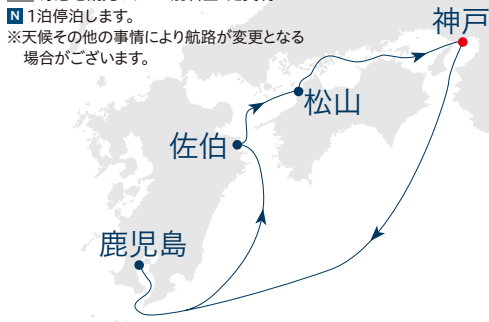 N 1泊停泊します。
※天候その他の事情により航路が変更となる
場合がございます。
神戸
松山
佐伯
鹿児島